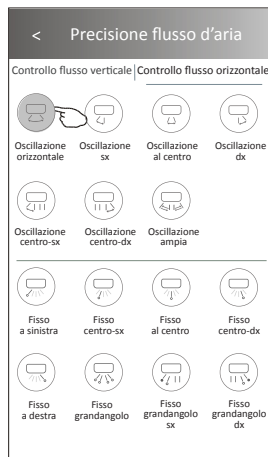 < Precisione flusso d'aria
Controllo flusso verticale Controllo flusso orizzontale
Oscillazione orizzontale
Oscillazione sx
Oscillazione al centro
Oscillazione dx
Oscillazione centro-sx
Oscillazione centro-dx
Oscillazione ampia
Fisso a sinistra
Fisso centro-sx
Fisso al centro
Fisso centro-dx
Fisso a destra
Fisso grandangolo
Fisso grandangolo sx
Fisso grandangolo dx